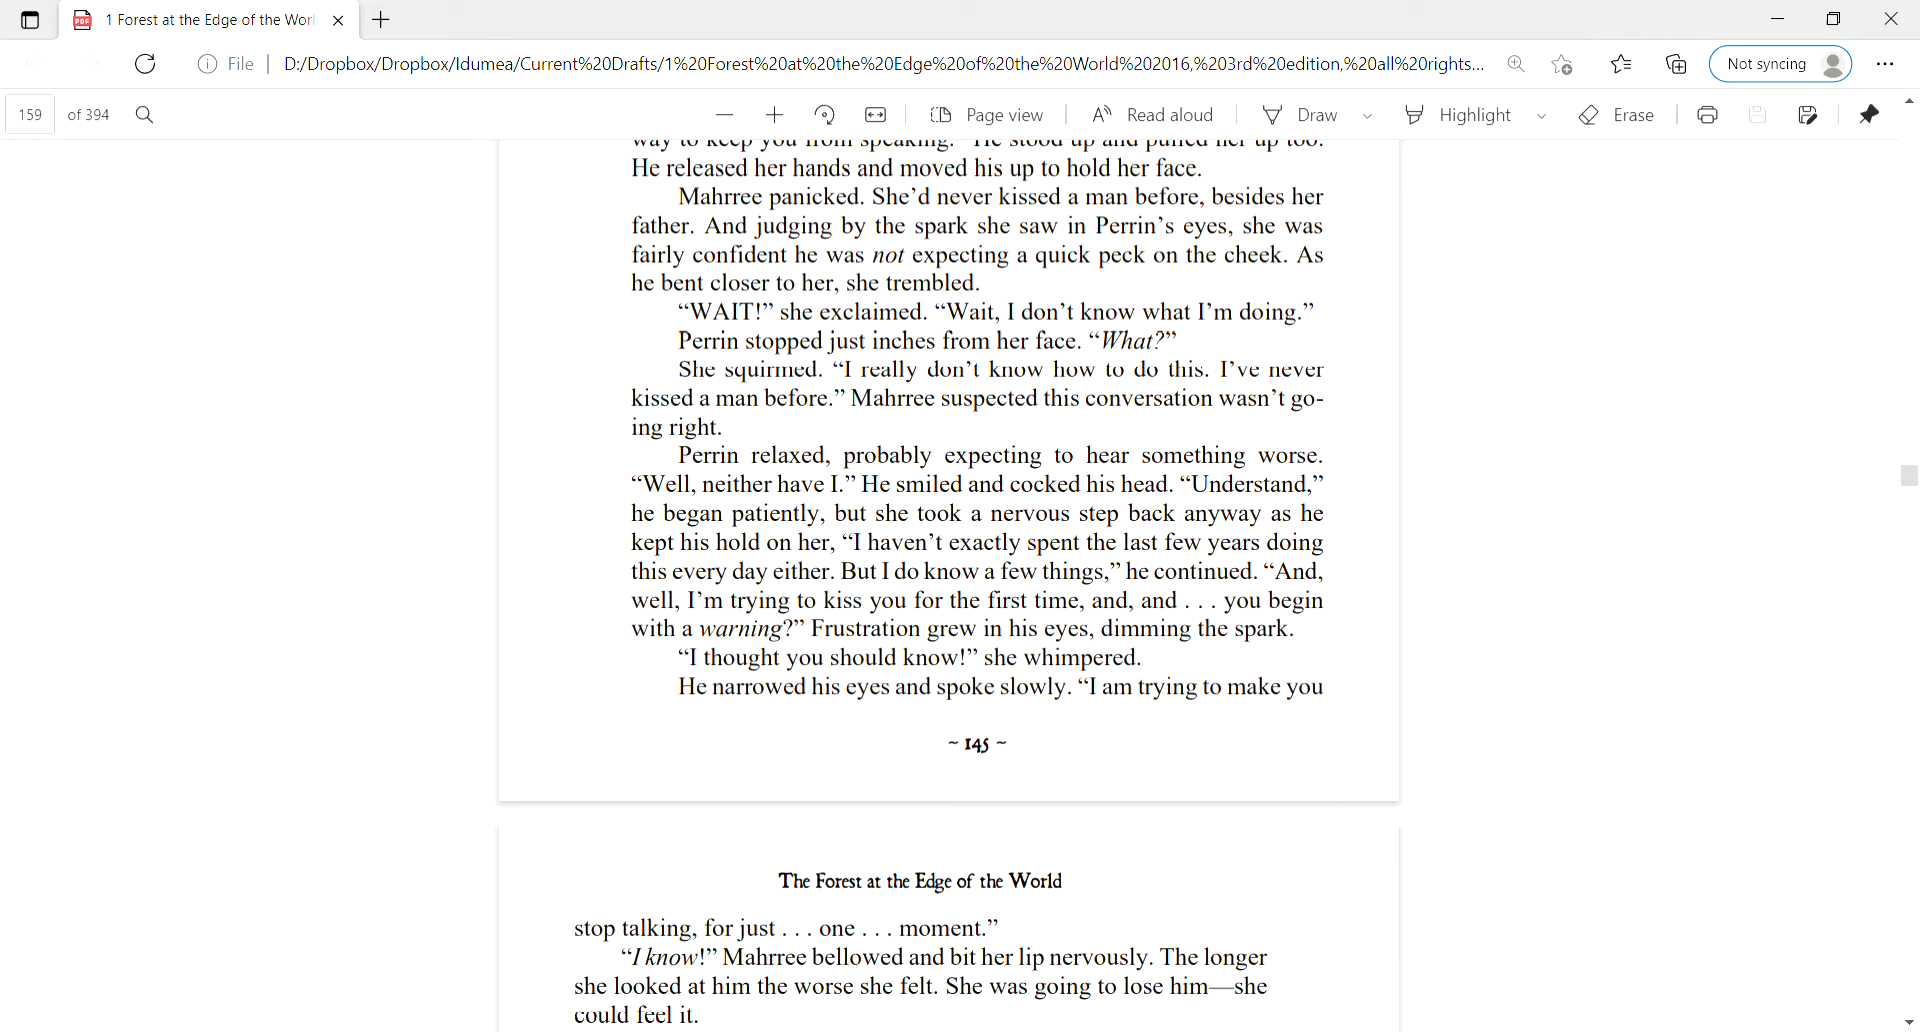 1 Forest at the Edge of the Worl
File
D:/Dropbox/Dropbox/Idumea/Current%20Drafts/1%20Forest%20at%20the%20Edge%20of%20the%20World%202016,%203rd%20edition,%20all%20rights...
Not syncing
159 of 394
Page view
Read aloud
Draw
Highlight
Erase
way to keep you from speaking.” He stood up and pulled her up too.
He released her hands and moved his up to hold her face.
Mahrree panicked. She’d never kissed a man before, besides her
father. And judging by the spark she saw in Perrin’s eyes, she was
fairly confident he was not expecting a quick peck on the cheek. As
he bent closer to her, she trembled.
“WAIT!” she exclaimed. “Wait, I don’t know what I’m doing.”
Perrin stopped just inches from her face. “What?”
She squirmed. “I really don’t know how to do this. I’ve never
kissed a man before.” Mahrree suspected this conversation wasn’t go-
ing right.
Perrin relaxed, probably expecting to hear something worse.
“Well, neither have I.” He smiled and cocked his head. “Understand,”
he began patiently, but she took a nervous step back anyway as he
kept his hold on her, “I haven’t exactly spent the last few years doing
this every day either. But I do know a few things,” he continued. “And,
well, I’m trying to kiss you for the first time, and, and . . . you begin
with a warning?” Frustration grew in his eyes, dimming the spark.
“I thought you should know!” she whimpered.
He narrowed his eyes and spoke slowly. “I am trying to make you
~ 145 ~
The Forest at the Edge of the World
stop talking, for just . . . one . . . moment.”
“I know!” Mahrree bellowed and bit her lip nervously. The longer
she looked at him the worse she felt. She was going to lose him—she
could feel it.